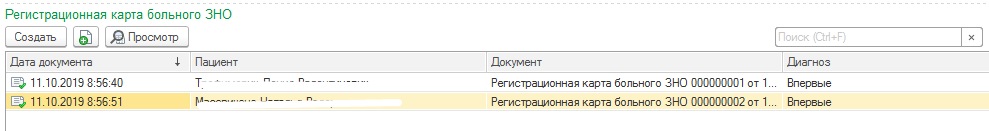 Регистрационная карта больного ЗНО
Создать Просмотр Поиск (Ctrl+F) ×
Дата документа ↓ Пациент Документ Диагноз
11.10.2019 8:56:40 Регистрационная карта больного ЗНО 000000001 от 1... Впервые
11.10.2019 8:56:51 Регистрационная карта больного ЗНО 000000002 от 1... Впервые